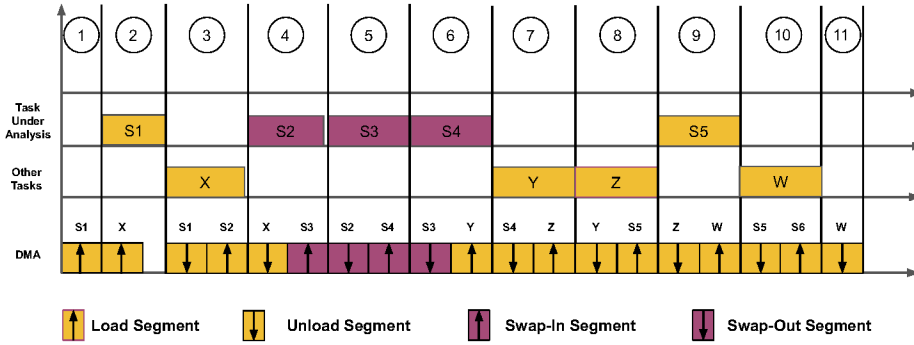 1 2 3 4 5 6 7 8 9 10 11
Task
Under
Analysis
S1 S2 S3 S4 S5
Other
Tasks
X Y Z W
S1 X S1 S2 X S3 S2 S4 S3 Y S4 Z Y S5 Z W S5 S6 W
DMA
Load Segment Unload Segment Swap-In Segment Swap-Out Segment